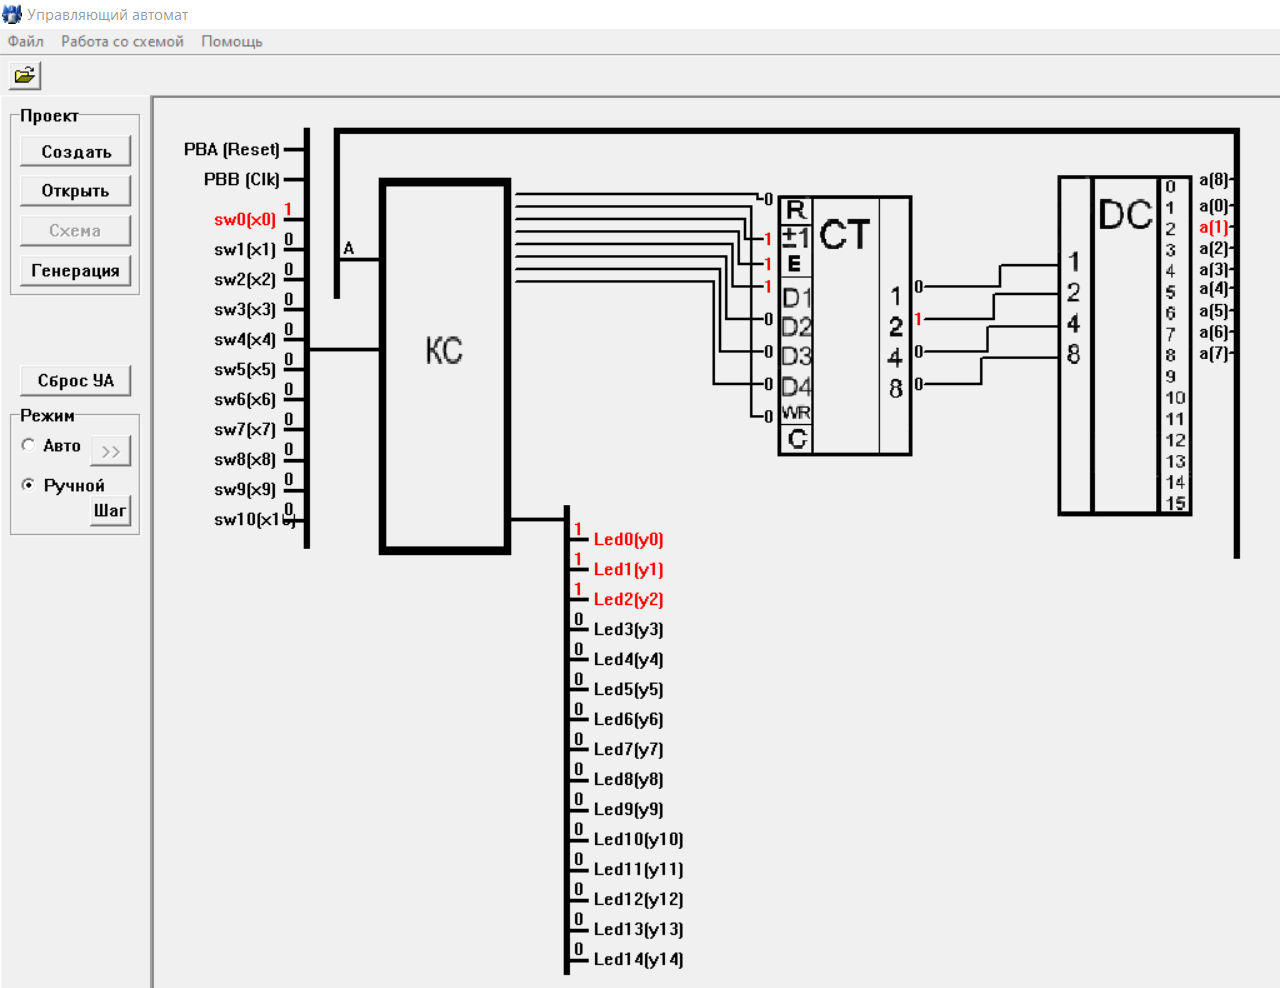 Управляющий автомат
Файл Работа со схемой Помощь
Проект
Создать
Открыть
Схема
Генерация
Сброс УА
Режим
Авто >>
Ручной
Шаг
PBA (Reset)
PBB (Clk)
sw0(x0) 1
sw1(x1) 0
sw2(x2) 0
sw3(x3) 0
sw4(x4) 0
sw5(x5) 0
sw6(x6) 0
sw7(x7) 0
sw8(x8) 0
sw9(x9) 0
sw10(x10) 0
A
КС
0 R
1 ±1
1 E
1 D1
0 D2
0 D3
0 D4
0 WR
C
CT
1 0
2 1
4 0
8 0
1
2
4
8
DC
0 a(8)
1 a(0)
2 a(1)
3 a(2)
4 a(3)
5 a(4)
6 a(5)
7 a(6)
8 a(7)
9
10
11
12
13
14
15
1 Led0(y0)
1 Led1(y1)
1 Led2(y2)
0 Led3(y3)
0 Led4(y4)
0 Led5(y5)
0 Led6(y6)
0 Led7(y7)
0 Led8(y8)
0 Led9(y9)
0 Led10(y10)
0 Led11(y11)
0 Led12(y12)
0 Led13(y13)
0 Led14(y14)